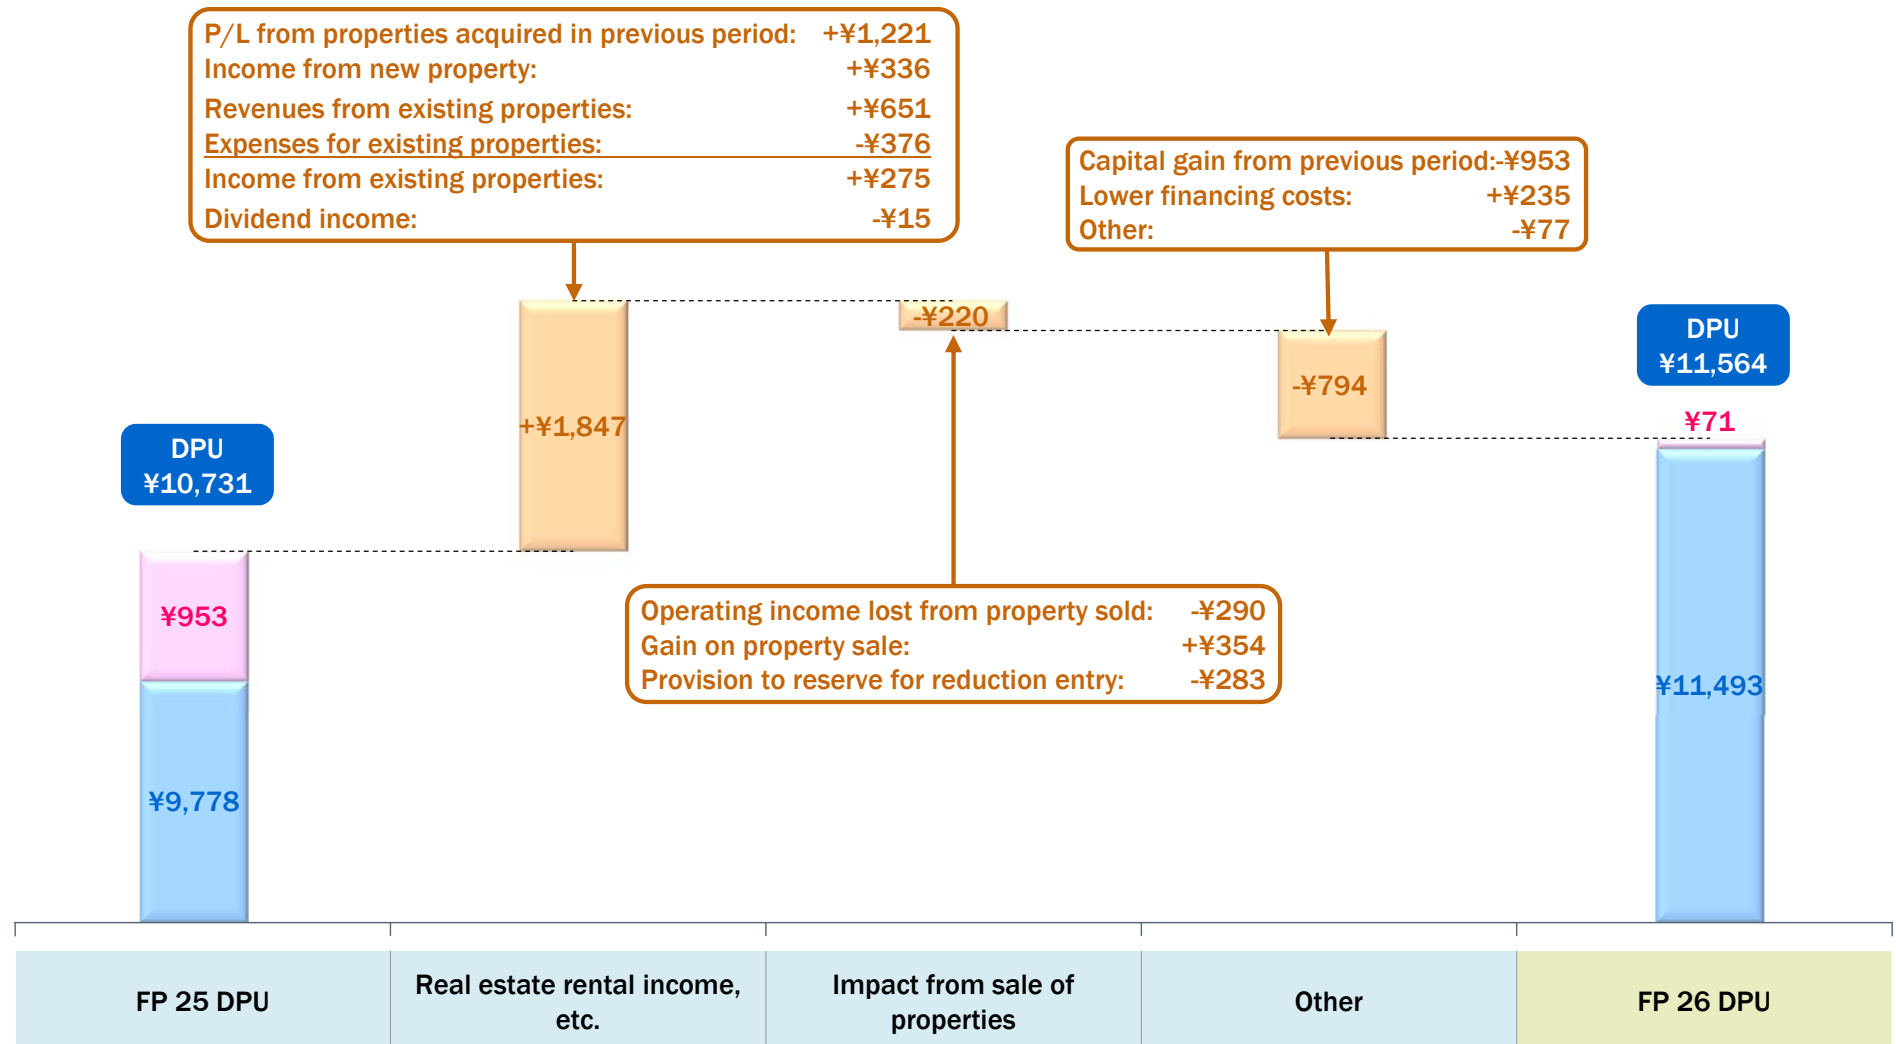 P/L from properties acquired in previous period: +¥1,221
Income from new property: +¥336
Revenues from existing properties: +¥651
Expenses for existing properties: -¥376
Income from existing properties: +¥275
Dividend income: -¥15
Capital gain from previous period:-¥953
Lower financing costs: +¥235
Other: -¥77
-¥220
DPU
¥11,564
-¥794
¥71
+¥1,847
DPU
¥10,731
¥953
Operating income lost from property sold: -¥290
Gain on property sale: +¥354
Provision to reserve for reduction entry: -¥283
¥11,493
¥9,778
FP 25 DPU
Real estate rental income,
etc.
Impact from sale of
properties
Other
FP 26 DPU